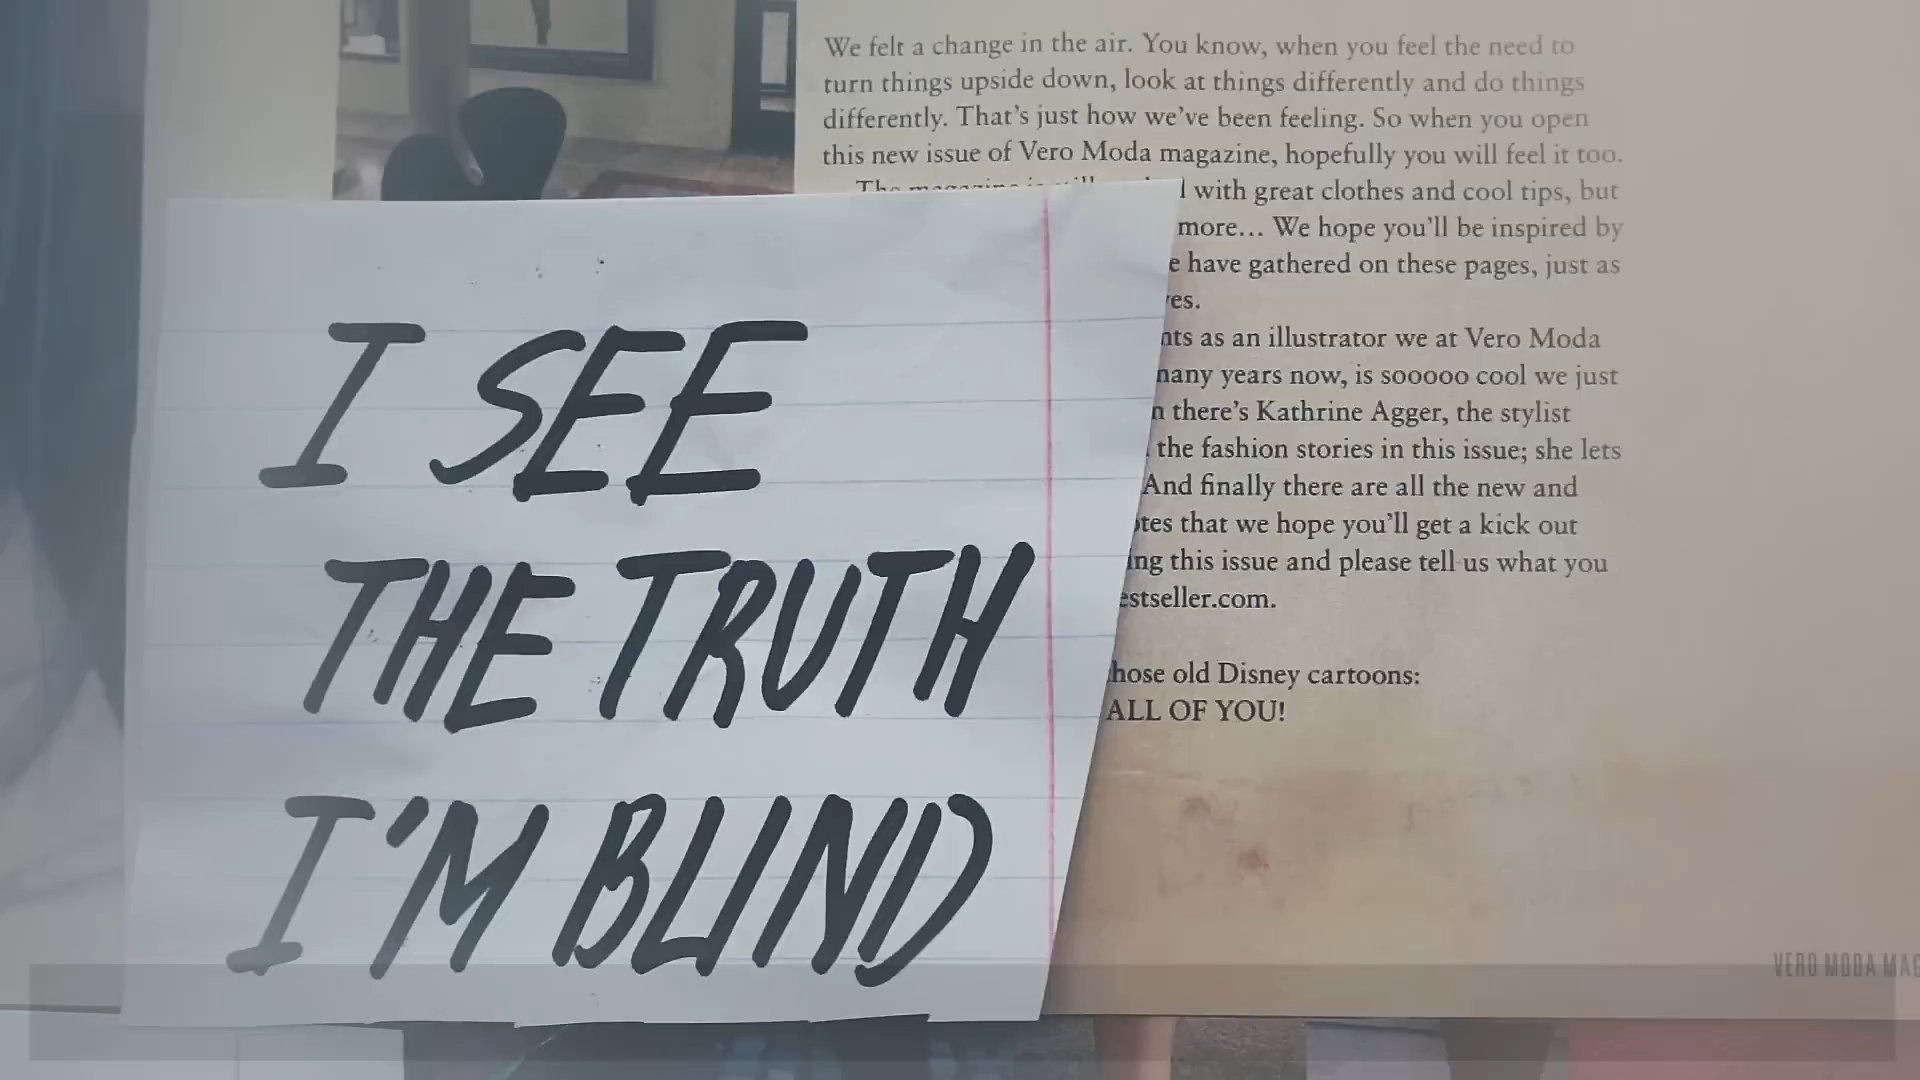 We felt a change in the air. You know, when you feel the need to
turn things upside down, look at things differently and do things
differently. That's just how we've been feeling. So when you open
this new issue of Vero Moda magazine, hopefully you will feel it too.
with great clothes and cool tips, but
more... We hope you'll be inspired by
have gathered on these pages, just as
as an illustrator we at Vero Moda
years now, is sooooo cool we just
there's Kathrine Agger, the stylist
the fashion stories in this issue; she lets
And finally there are all the new and
that we hope you'll get a kick out
this issue and please tell us what you
estseller.com.
old Disney cartoons:
ALL OF YOU!
I SEE
THE TRUTH
I'M BLIND
VERO MODA MAG